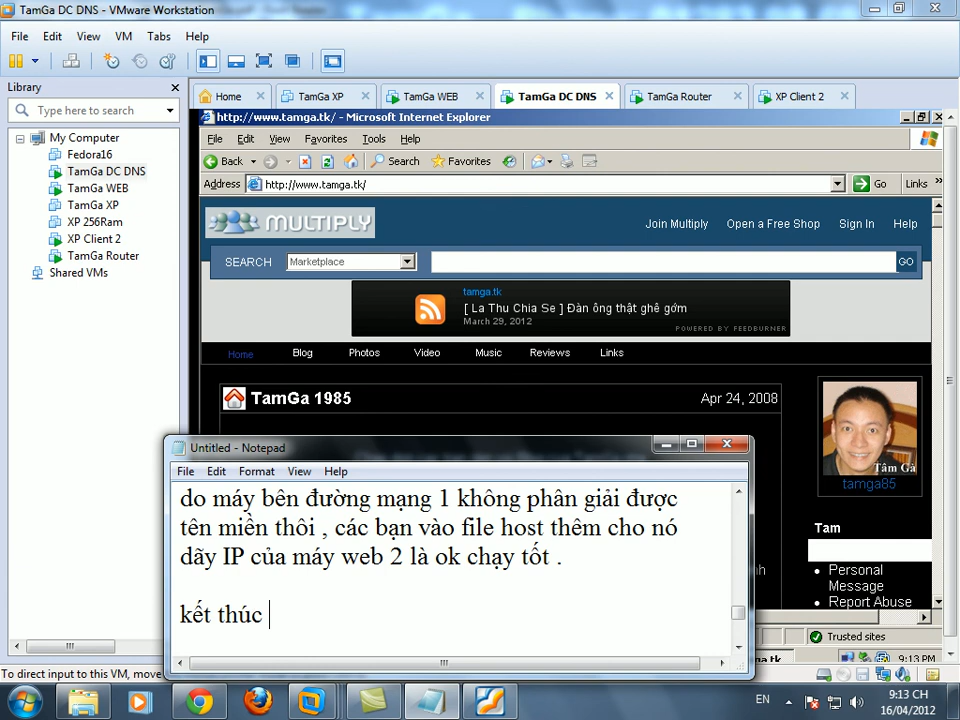 TamGa DC DNS - VMware Workstation
File Edit View VM Tabs Help
Library
Type here to search
My Computer
Fedora16
TamGa DC DNS
TamGa WEB
TamGa XP
XP 256Ram
XP Client 2
TamGa Router
Shared VMs
Home TamGa XP TamGa WEB TamGa DC DNS TamGa Router XP Client 2
http://www.tamga.tk/ - Microsoft Internet Explorer
File Edit View Favorites Tools Help
Back Search Favorites
Address http://www.tamga.tk/ Go Links
MULTIPLY Join Multiply Open a Free Shop Sign In Help
SEARCH Marketplace GO
tamga.tk
[ La Thu Chia Se ] Đàn ông thật ghê gớm
March 29, 2012
POWERED BY FEEDBURNER
Home Blog Photos Video Music Reviews Links
TamGa 1985 Apr 24, 2008
Tâm Gà
tamga85
Tam
Personal
Message
Report Abuse
Trusted sites
9:13 PM
Untitled - Notepad
File Edit Format View Help
do máy bên đường mạng 1 không phân giải được
tên miền thôi , các bạn vào file host thêm cho nó
dãy IP của máy web 2 là ok chạy tốt .
kết thúc
To direct input to this VM, move
EN
9:13 CH
16/04/2012